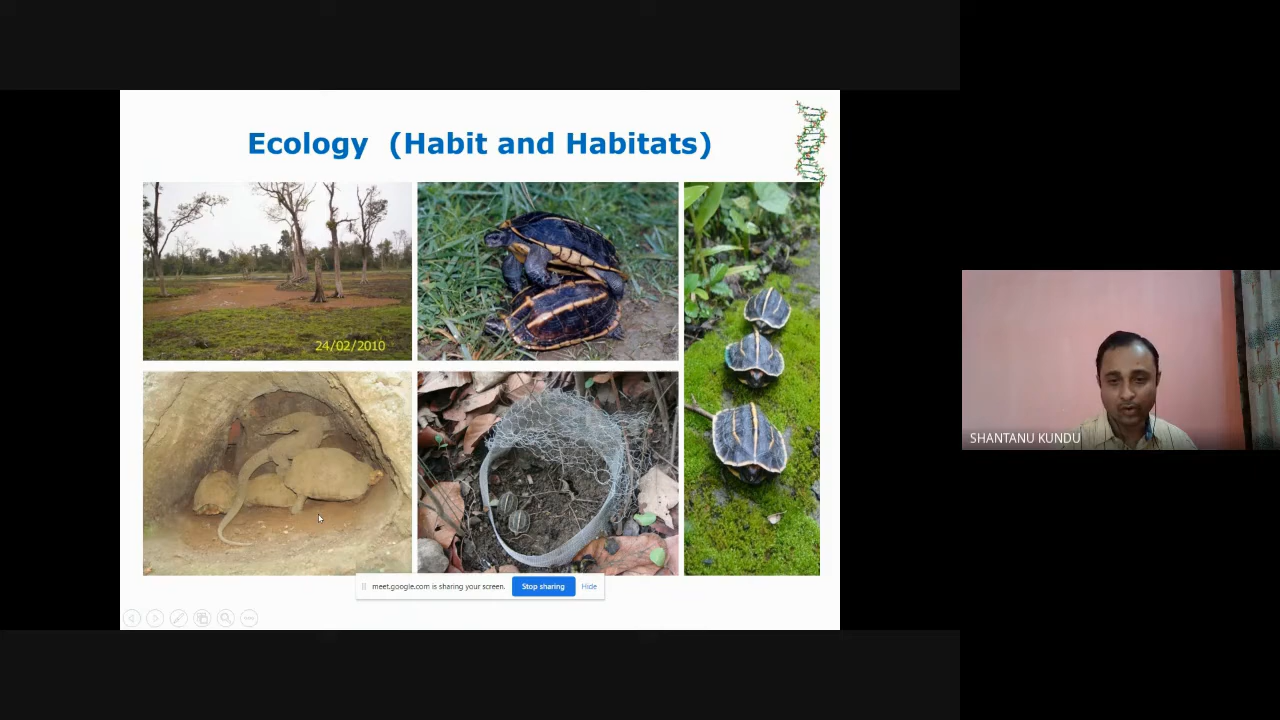 Ecology (Habit and Habitats)
24/02/2010
meet.google.com is sharing your screen.
Stop sharing
Hide
SHANTANU KUNDU